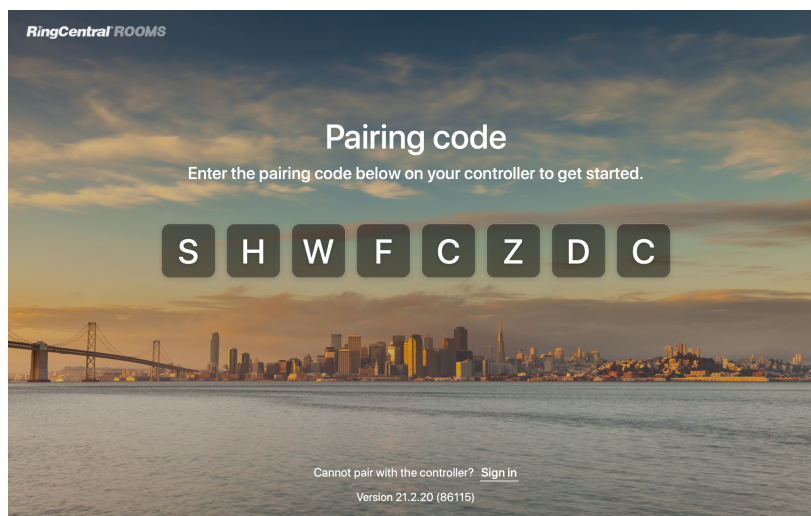 RingCentral ROOMS
Pairing code
Enter the pairing code below on your controller to get started.
S H W F C Z D C
Cannot pair with the controller? Sign in
Version 21.2.20 (86115)